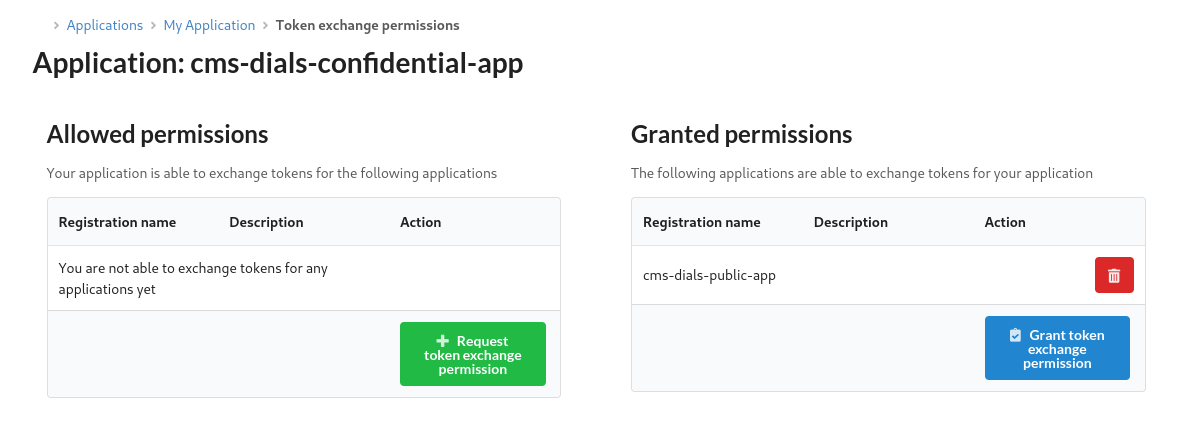 Applications > My Application > Token exchange permissions
Application: cms-dials-confidential-app
Allowed permissions
Your application is able to exchange tokens for the following applications
Registration name Description Action
You are not able to exchange tokens for any
applications yet
Request
token exchange
permission
Granted permissions
The following applications are able to exchange tokens for your application
Registration name Description Action
cms-dials-public-app
Grant token
exchange
permission